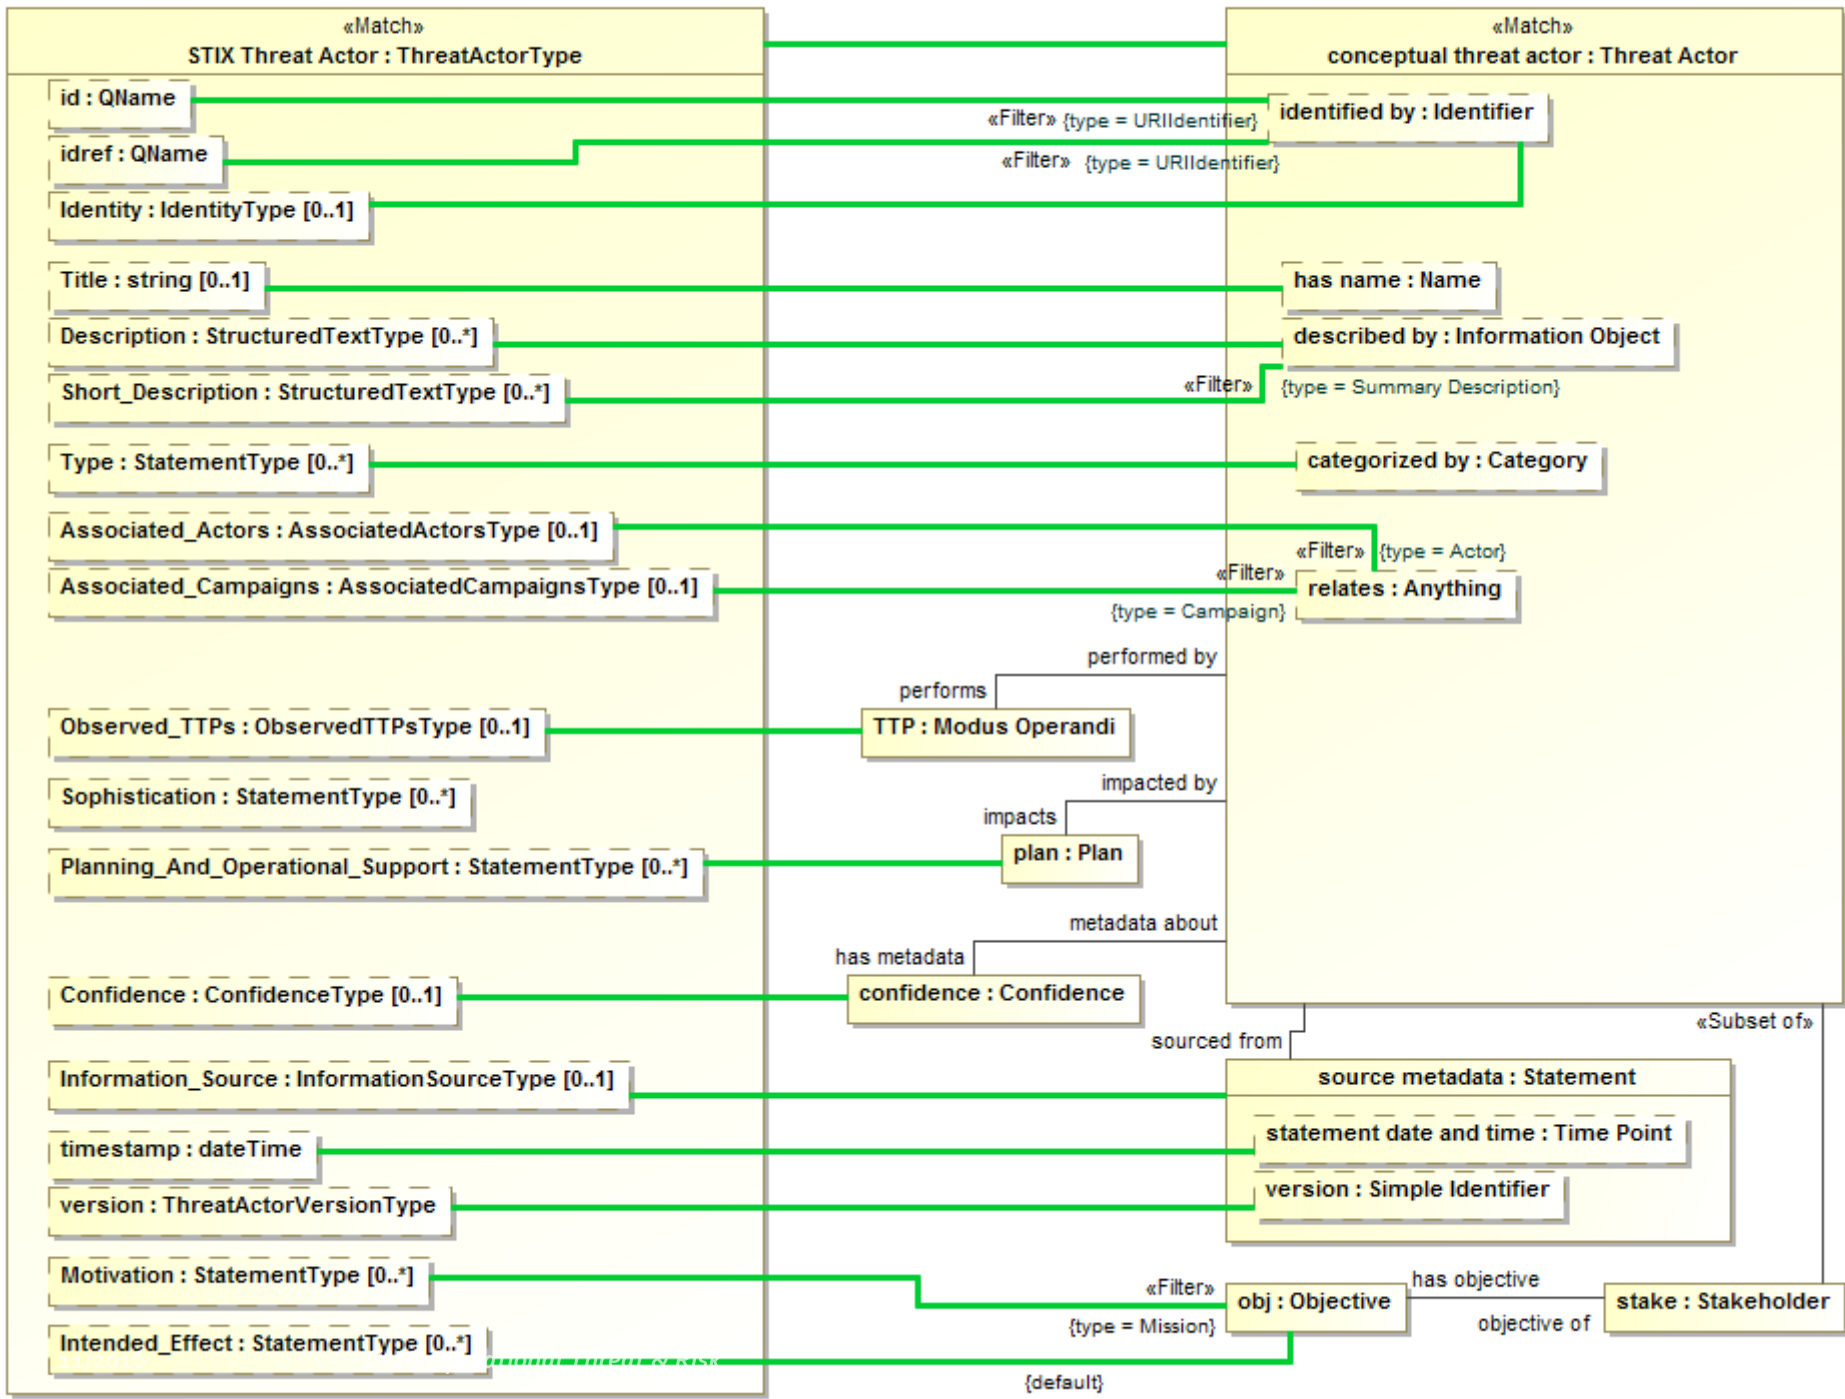 «Match»
STIX Threat Actor : ThreatActorType
«Match»
conceptual threat actor : Threat Actor
id : QName
«Filter» {type = URIIdentifier}
identified by : Identifier
idref : QName
«Filter» {type = URIIdentifier}
Identity : IdentityType [0..1]
Title : string [0..1]
has name : Name
Description : StructuredTextType [0..*]
described by : Information Object
Short_Description : StructuredTextType [0..*]
«Filter» {type = Summary Description}
Type : StatementType [0..*]
categorized by : Category
Associated_Actors : AssociatedActorsType [0..1]
«Filter» {type = Actor}
Associated_Campaigns : AssociatedCampaignsType [0..1]
«Filter»
relates : Anything
{type = Campaign}
performed by
performs
Observed_TTPs : ObservedTTPsType [0..1]
TTP : Modus Operandi
impacted by
Sophistication : StatementType [0..*]
impacts
Planning_And_Operational_Support : StatementType [0..*]
plan : Plan
metadata about
has metadata
Confidence : ConfidenceType [0..1]
confidence : Confidence
«Subset of»
sourced from
Information_Source : InformationSourceType [0..1]
source metadata : Statement
timestamp : dateTime
statement date and time : Time Point
version : ThreatActorVersionType
version : Simple Identifier
Motivation : StatementType [0..*]
«Filter»
{type = Mission}
obj : Objective
has objective
objective of
stake : Stakeholder
Intended_Effect : StatementType [0..*]
Threat & Risk
{default}